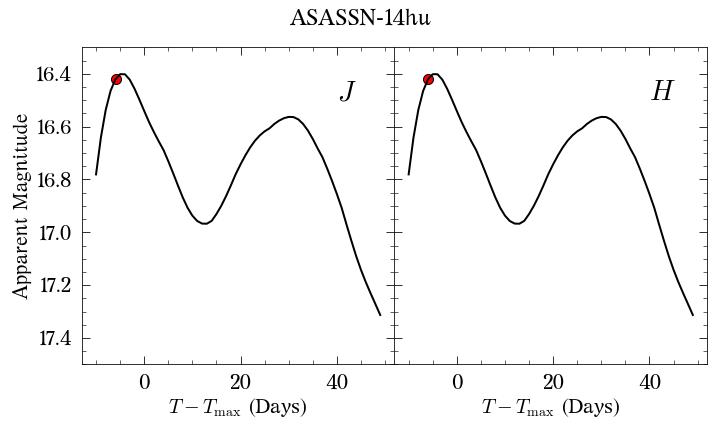 ASASSN-14hu
J
H
Apparent Magnitude
16.4
16.6
16.8
17.0
17.2
17.4
0 20 40
0 20 40
T − Tmax (Days)
T − Tmax (Days)